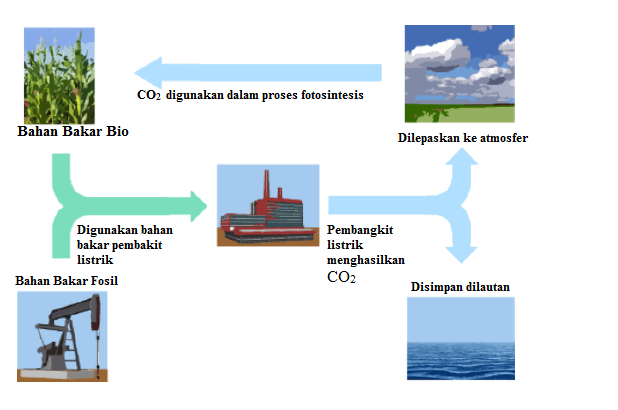 CO2 digunakan dalam proses fotosintesis
Bahan Bakar Bio
Dilepaskan ke atmosfer
Digunakan bahan
bakar pembakit
listrik
Pembangkit
listrik
menghasilkan
CO2
Bahan Bakar Fosil
Disimpan dilautan